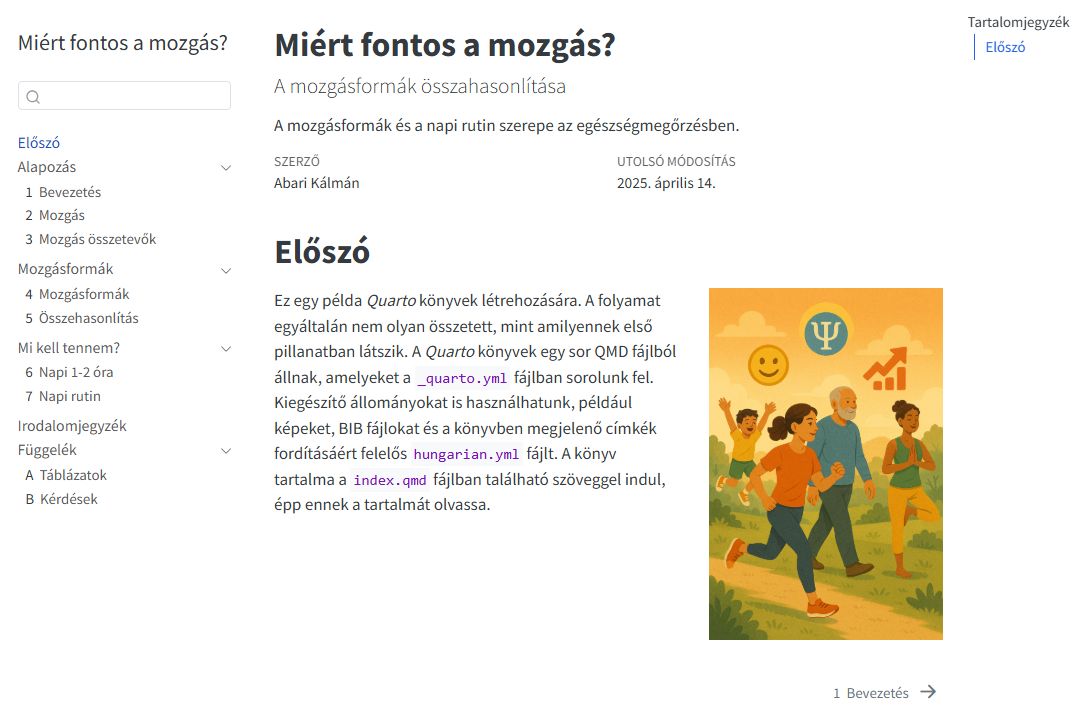 Miért fontos a mozgás?
Előszó
Alapozás
1 Bevezetés
2 Mozgás
3 Mozgás összetevők
Mozgásformák
4 Mozgásformák
5 Összehasonlítás
Mi kell tennem?
6 Napi 1-2 óra
7 Napi rutin
Irodalomjegyzék
Függelék
A Táblázatok
B Kérdések
Miért fontos a mozgás?
A mozgásformák összahasonlítása
A mozgásformák és a napi rutin szerepe az egészségmegőrzésben.
SZERZŐ
Abari Kálmán
UTOLSÓ MÓDOSÍTÁS
2025. április 14.
Előszó
Ez egy példa Quarto könyvek létrehozására. A folyamat
egyáltalán nem olyan összetett, mint amilyennek első
pillanatban látszik. A Quarto könyvek egy sor QMD fájlból
állnak, amelyeket a _quarto.yml fájlban sorolunk fel.
Kiegészítő állományokat is használhatunk, például
képeket, BIB fájlokat és a könyvben megjelenő címkék
fordításáért felelős hungarian.yml fájlt. A könyv
tartalma a index.qmd fájlban található szöveggel indul,
épp ennek a tartalmát olvassa.
Ψ
1 Bevezetés
Tartalomjegyzék
Előszó